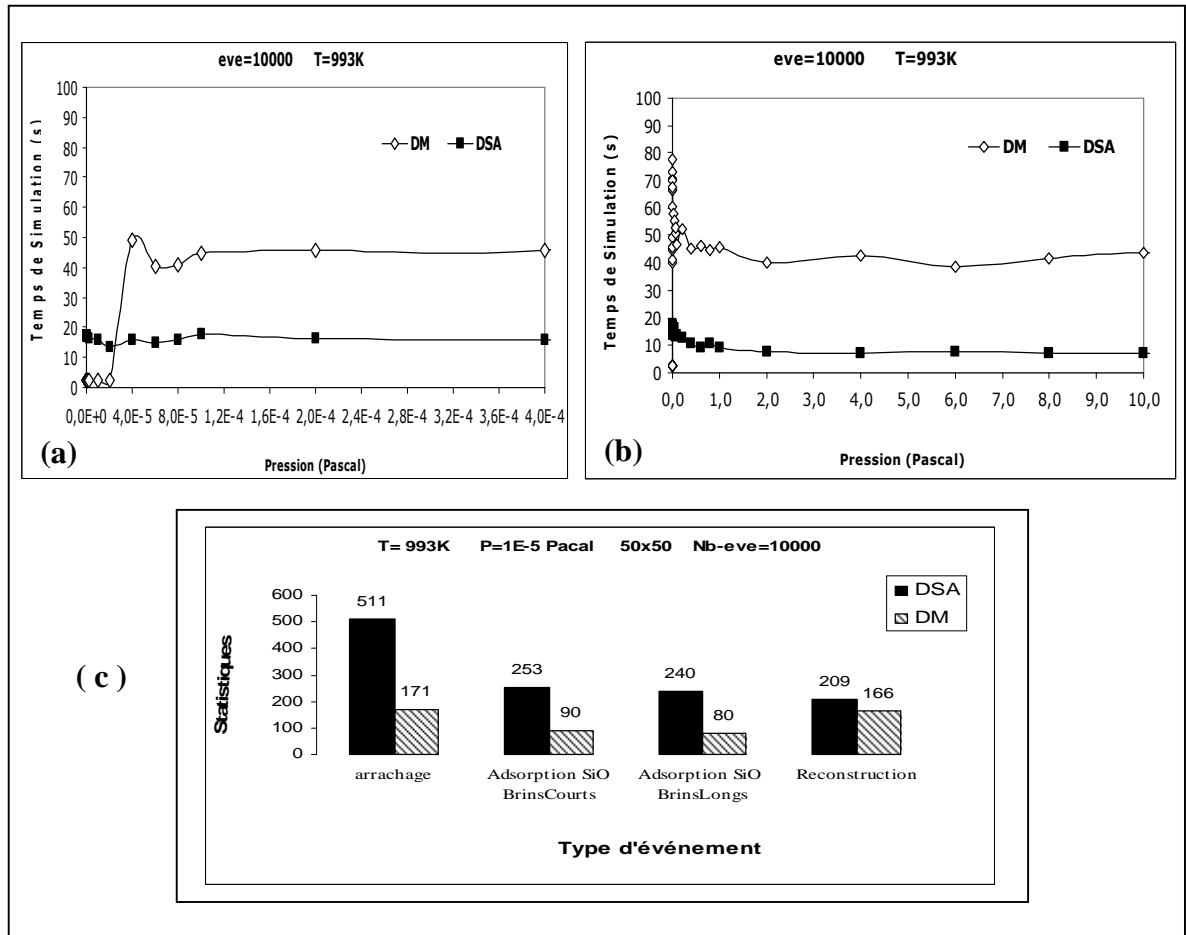 eve=10000 T=993K
Temps de Simulation (s)
100
90
80
70
60
50
40
30
20
10
0
DM DSA
0,0E+0 4,0E-5 8,0E-5 1,2E-4 1,6E-4 2,0E-4 2,4E-4 2,8E-4 3,2E-4 3,6E-4 4,0E-4
Pression (Pascal)
(a)
eve=10000 T=993K
Temps de Simulation (s)
100
90
80
70
60
50
40
30
20
10
0
DM DSA
0,0 1,0 2,0 3,0 4,0 5,0 6,0 7,0 8,0 9,0 10,0
Pression (Pascal)
(b)
( c )
T= 993K P=1E-5 Pacal 50x50 Nb-eve=10000
Statistiques
600
500
400
300
200
100
0
DSA
DM
511
171
253
90
240
80
209
166
arrachage
Adsorption SiO
BrinsCourts
Adsorption SiO
BrinsLongs
Reconstruction
Type d'événement